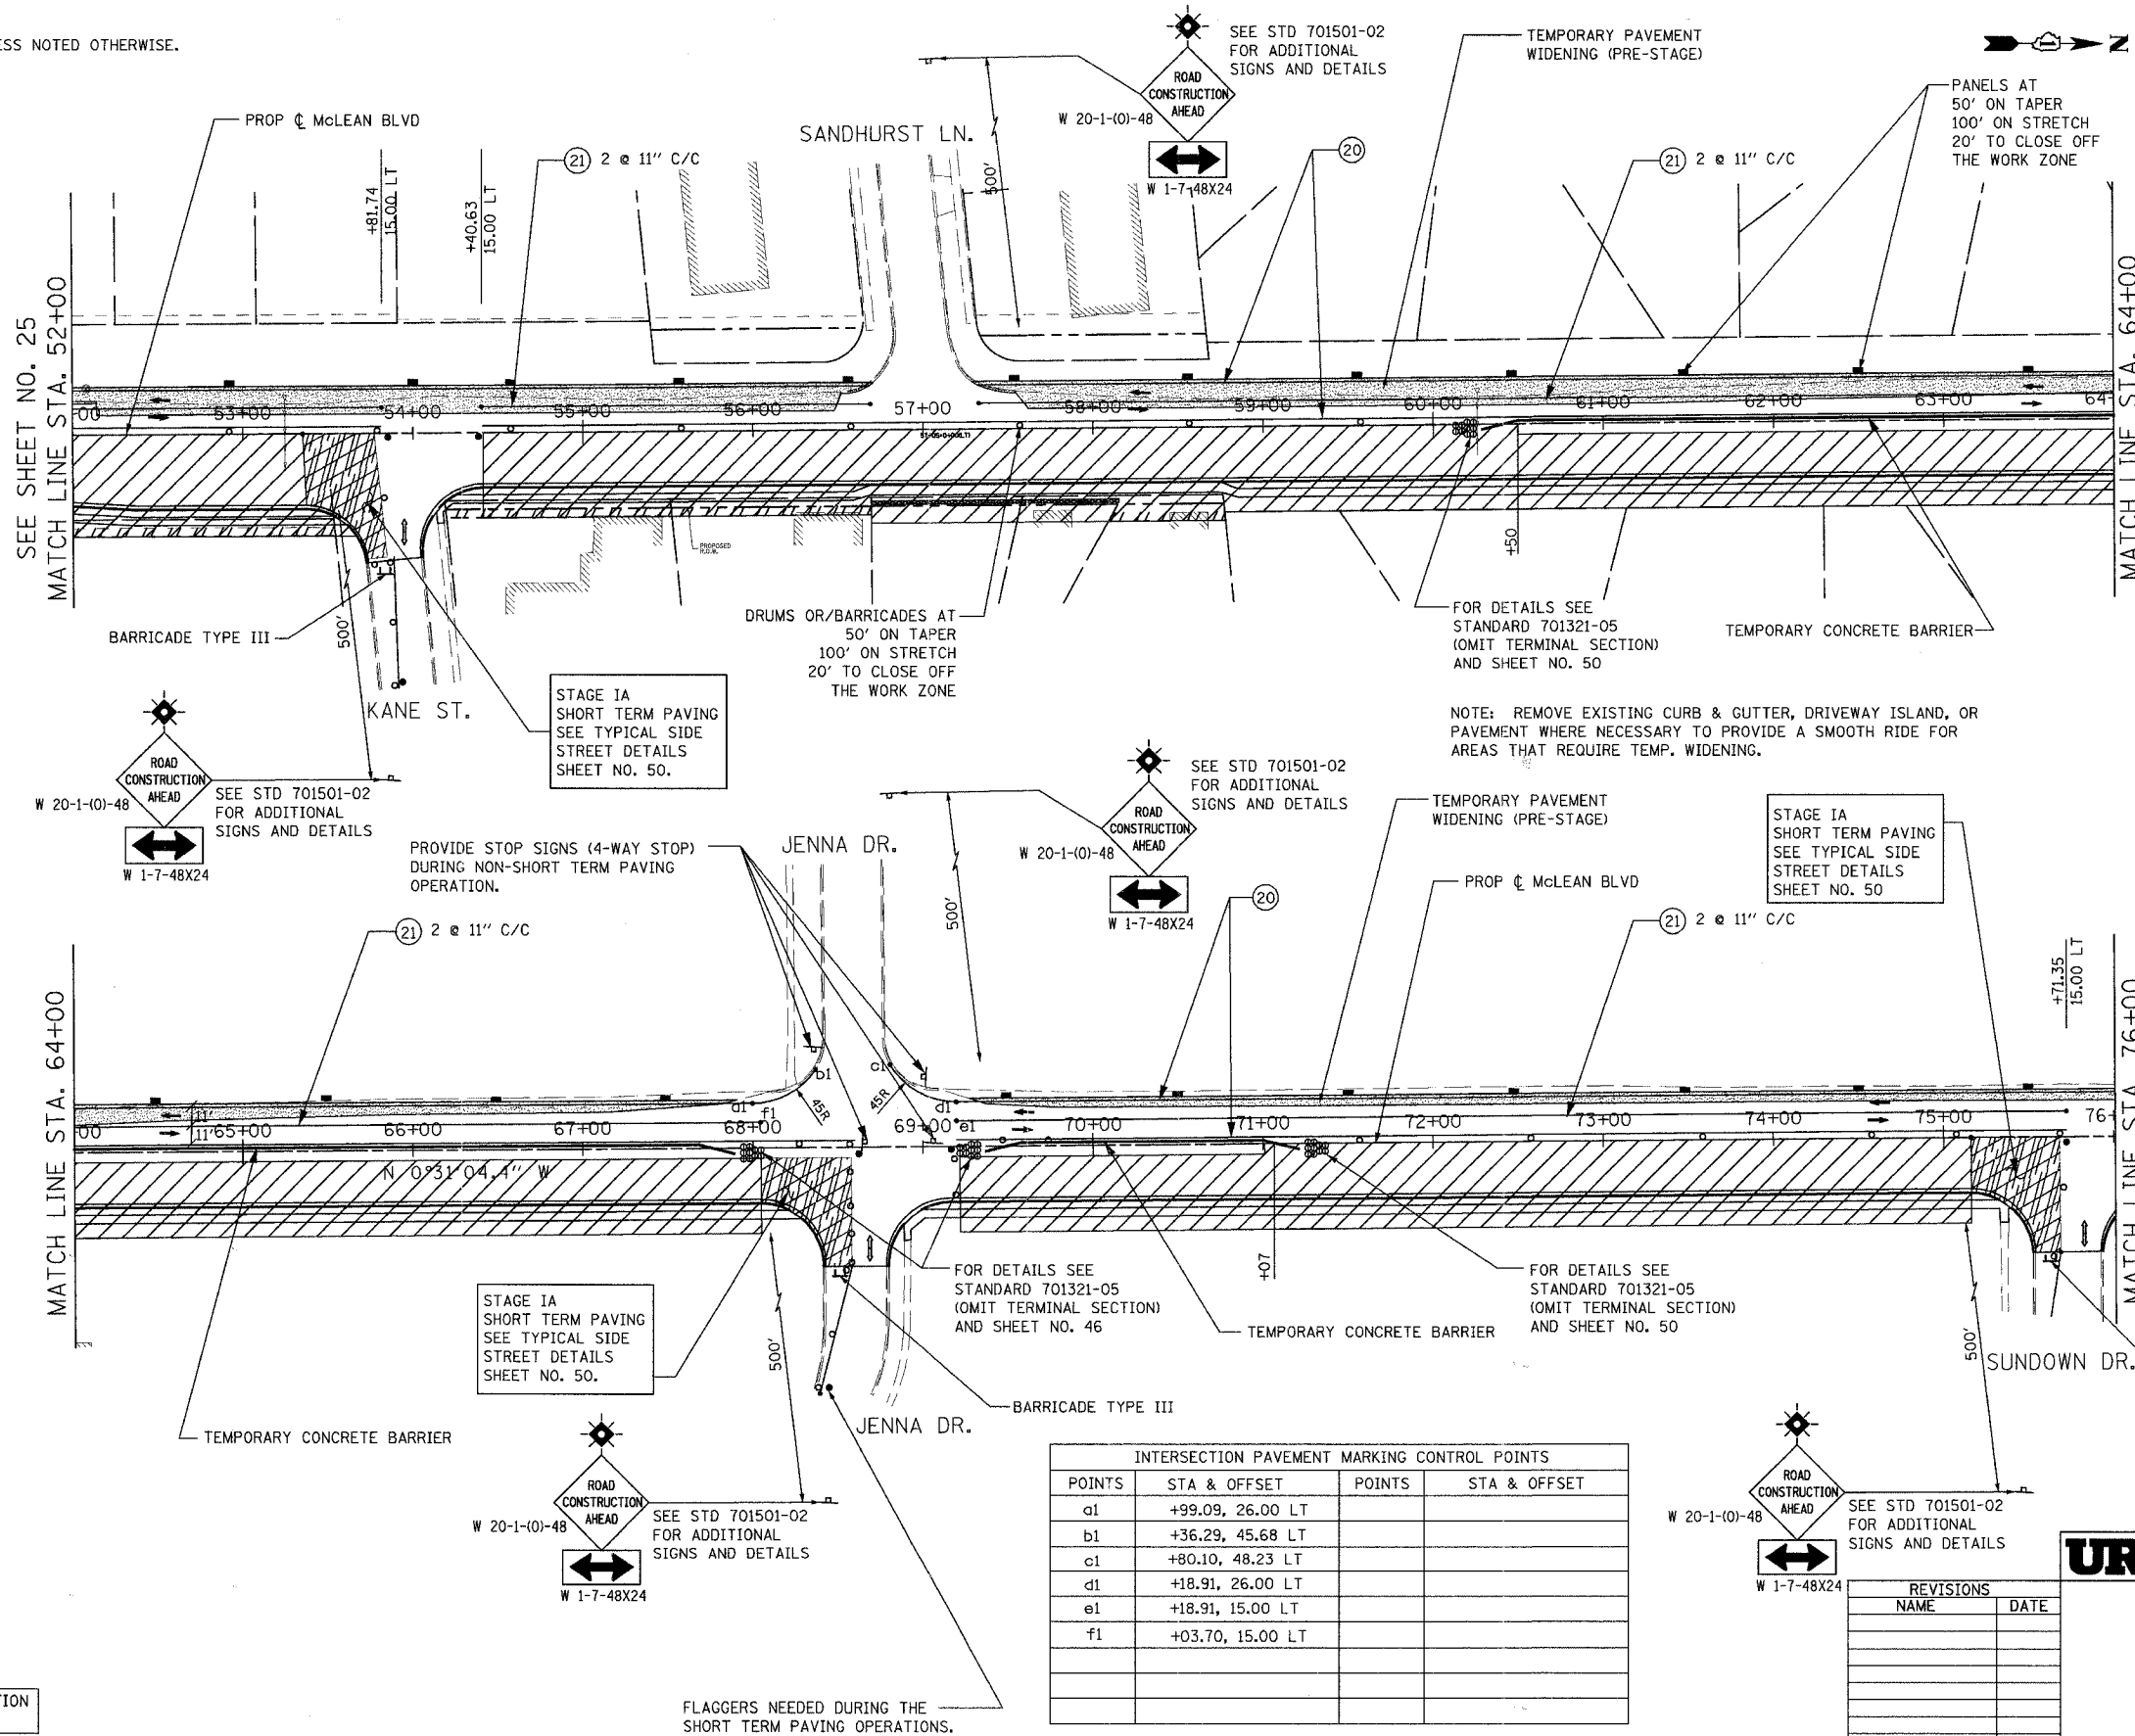 ESS NOTED OTHERWISE.
PROP ℄ McLEAN BLVD
+81.74
15.00 LT
+40.63
15.00 LT
21 2 @ 11" C/C
SANDHURST LN.
500'
ROAD
CONSTRUCTION
AHEAD
W 20-1-(0)-48
W 1-7-48X24
SEE STD 701501-02
FOR ADDITIONAL
SIGNS AND DETAILS
20
TEMPORARY PAVEMENT
WIDENING (PRE-STAGE)
21 2 @ 11" C/C
PANELS AT
50' ON TAPER
100' ON STRETCH
20' TO CLOSE OFF
THE WORK ZONE
N
SEE SHEET NO. 25
MATCH LINE STA. 52+00
00
53+00
54+00
55+00
56+00
57+00
58+00
59+00
60+00
61+00
62+00
63+00
64
MATCH LINE STA. 64+00
PROPOSED
R.O.W.
+50
BARRICADE TYPE III
500'
KANE ST.
STAGE IA
SHORT TERM PAVING
SEE TYPICAL SIDE
STREET DETAILS
SHEET NO. 50.
DRUMS OR/BARRICADES AT
50' ON TAPER
100' ON STRETCH
20' TO CLOSE OFF
THE WORK ZONE
FOR DETAILS SEE
STANDARD 701321-05
(OMIT TERMINAL SECTION)
AND SHEET NO. 50
TEMPORARY CONCRETE BARRIER
NOTE: REMOVE EXISTING CURB & GUTTER, DRIVEWAY ISLAND, OR
PAVEMENT WHERE NECESSARY TO PROVIDE A SMOOTH RIDE FOR
AREAS THAT REQUIRE TEMP. WIDENING.
ROAD
CONSTRUCTION
AHEAD
W 20-1-(0)-48
W 1-7-48X24
SEE STD 701501-02
FOR ADDITIONAL
SIGNS AND DETAILS
PROVIDE STOP SIGNS (4-WAY STOP)
DURING NON-SHORT TERM PAVING
OPERATION.
JENNA DR.
500'
ROAD
CONSTRUCTION
AHEAD
W 20-1-(0)-48
W 1-7-48X24
SEE STD 701501-02
FOR ADDITIONAL
SIGNS AND DETAILS
TEMPORARY PAVEMENT
WIDENING (PRE-STAGE)
PROP ℄ McLEAN BLVD
20
21 2 @ 11" C/C
21 2 @ 11" C/C
STAGE IA
SHORT TERM PAVING
SEE TYPICAL SIDE
STREET DETAILS
SHEET NO. 50
+71.35
15.00 LT
MATCH LINE STA. 64+00
11'
11'
00
65+00
66+00
67+00
68+00
69+00
70+00
71+00
72+00
73+00
74+00
75+00
76+
MATCH LINE STA. 76+00
a1
f1
b1
45R
45R
c1
d1
e1
N 0°31'04.4" W
+07
STAGE IA
SHORT TERM PAVING
SEE TYPICAL SIDE
STREET DETAILS
SHEET NO. 50.
500'
FOR DETAILS SEE
STANDARD 701321-05
(OMIT TERMINAL SECTION)
AND SHEET NO. 46
TEMPORARY CONCRETE BARRIER
FOR DETAILS SEE
STANDARD 701321-05
(OMIT TERMINAL SECTION)
AND SHEET NO. 50
500'
SUNDOWN DR.
BARRICADE TYPE III
JENNA DR.
TEMPORARY CONCRETE BARRIER
ROAD
CONSTRUCTION
AHEAD
W 20-1-(0)-48
W 1-7-48X24
SEE STD 701501-02
FOR ADDITIONAL
SIGNS AND DETAILS
INTERSECTION PAVEMENT MARKING CONTROL POINTS
POINTS STA & OFFSET POINTS STA & OFFSET
a1 +99.09, 26.00 LT
b1 +36.29, 45.68 LT
c1 +80.10, 48.23 LT
d1 +18.91, 26.00 LT
e1 +18.91, 15.00 LT
f1 +03.70, 15.00 LT
ROAD
CONSTRUCTION
AHEAD
W 20-1-(0)-48
W 1-7-48X24
SEE STD 701501-02
FOR ADDITIONAL
SIGNS AND DETAILS
UR
REVISIONS
NAME DATE
FLAGGERS NEEDED DURING THE
SHORT TERM PAVING OPERATIONS.
TION